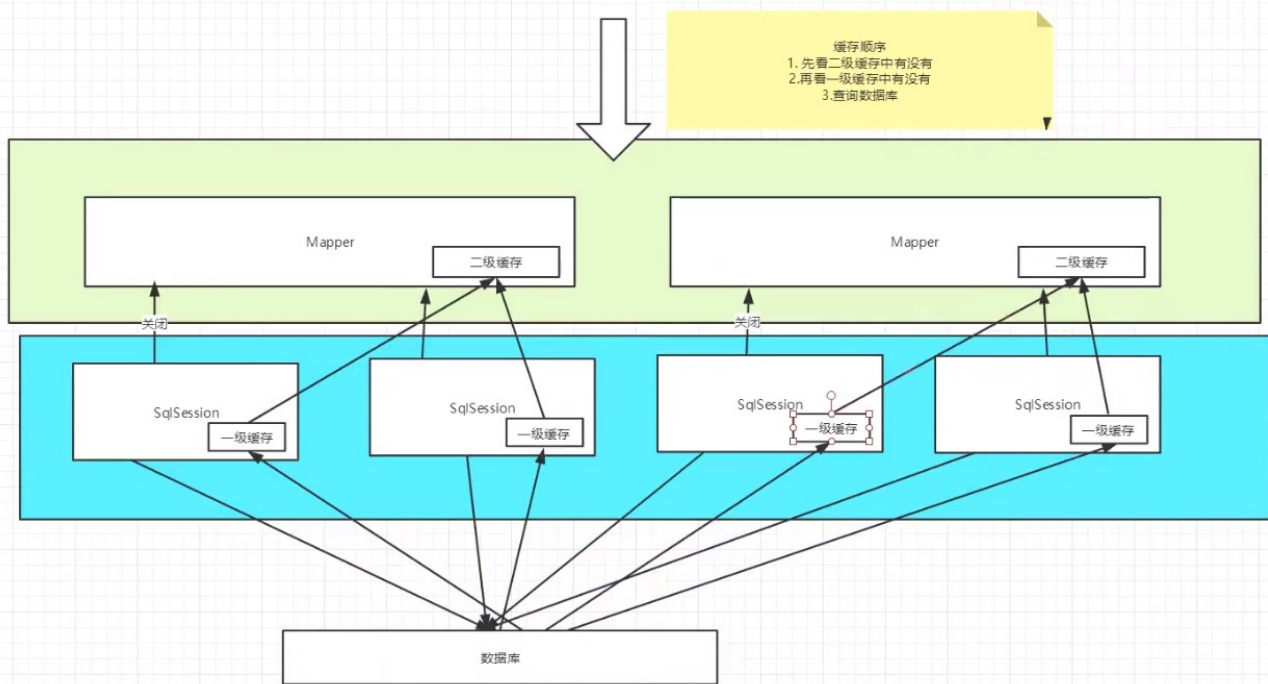 缓存顺序
1. 先看二级缓存中有没有
2.再看一级缓存中有没有
3.查询数据库
Mapper
二级缓存
Mapper
二级缓存
关闭
关闭
SqlSession
一级缓存
SqlSession
一级缓存
SqlSession
一级缓存
SqlSession
一级缓存
数据库